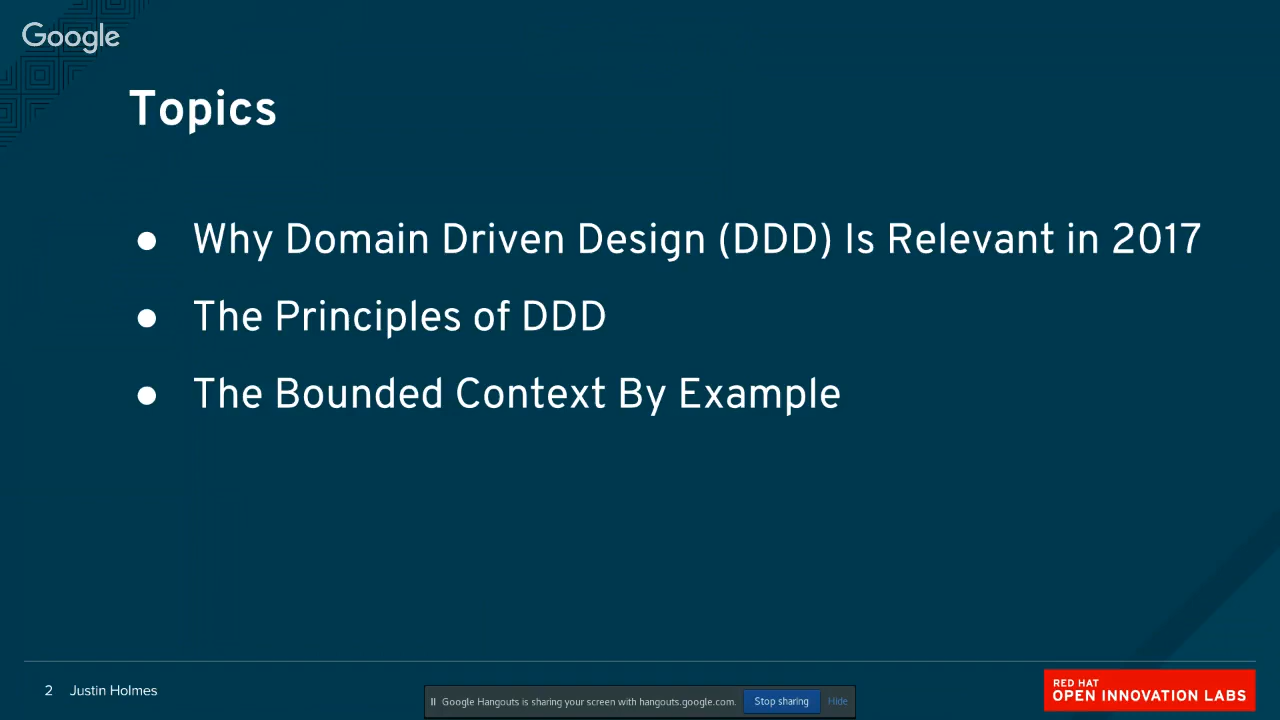 Google
Topics
● Why Domain Driven Design (DDD) Is Relevant in 2017
● The Principles of DDD
● The Bounded Context By Example
2 Justin Holmes
Google Hangouts is sharing your screen with hangouts.google.com. Stop sharing Hide
RED HAT
OPEN INNOVATION LABS